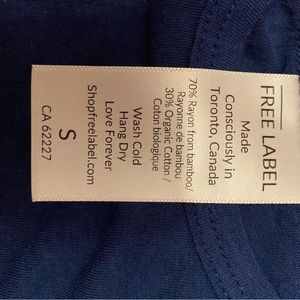 FREE LABEL
Made
Consciously in
Toronto, Canada
70% Rayon from bamboo/
Rayonne de bambou
30% Organic Cotton /
Coton biologique
Wash Cold
Hang Dry
Love Forever
Shopfreelabel.com
S
CA 62227